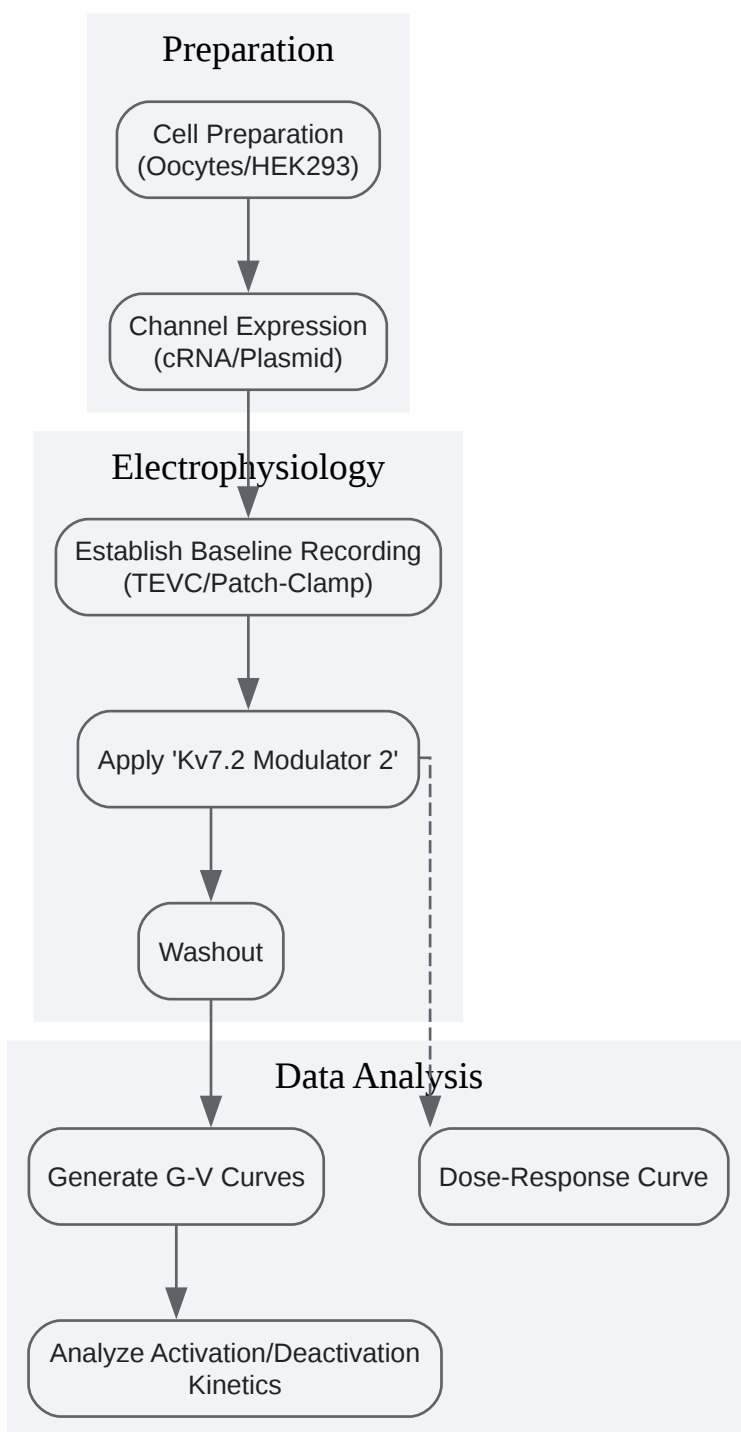 Preparation
Cell Preparation
(Oocytes/HEK293)
Channel Expression
(cRNA/Plasmid)
Electrophysiology
Establish Baseline Recording
(TEVC/Patch-Clamp)
Apply 'Kv7.2 Modulator 2'
Washout
Data Analysis
Generate G-V Curves
Dose-Response Curve
Analyze Activation/Deactivation
Kinetics